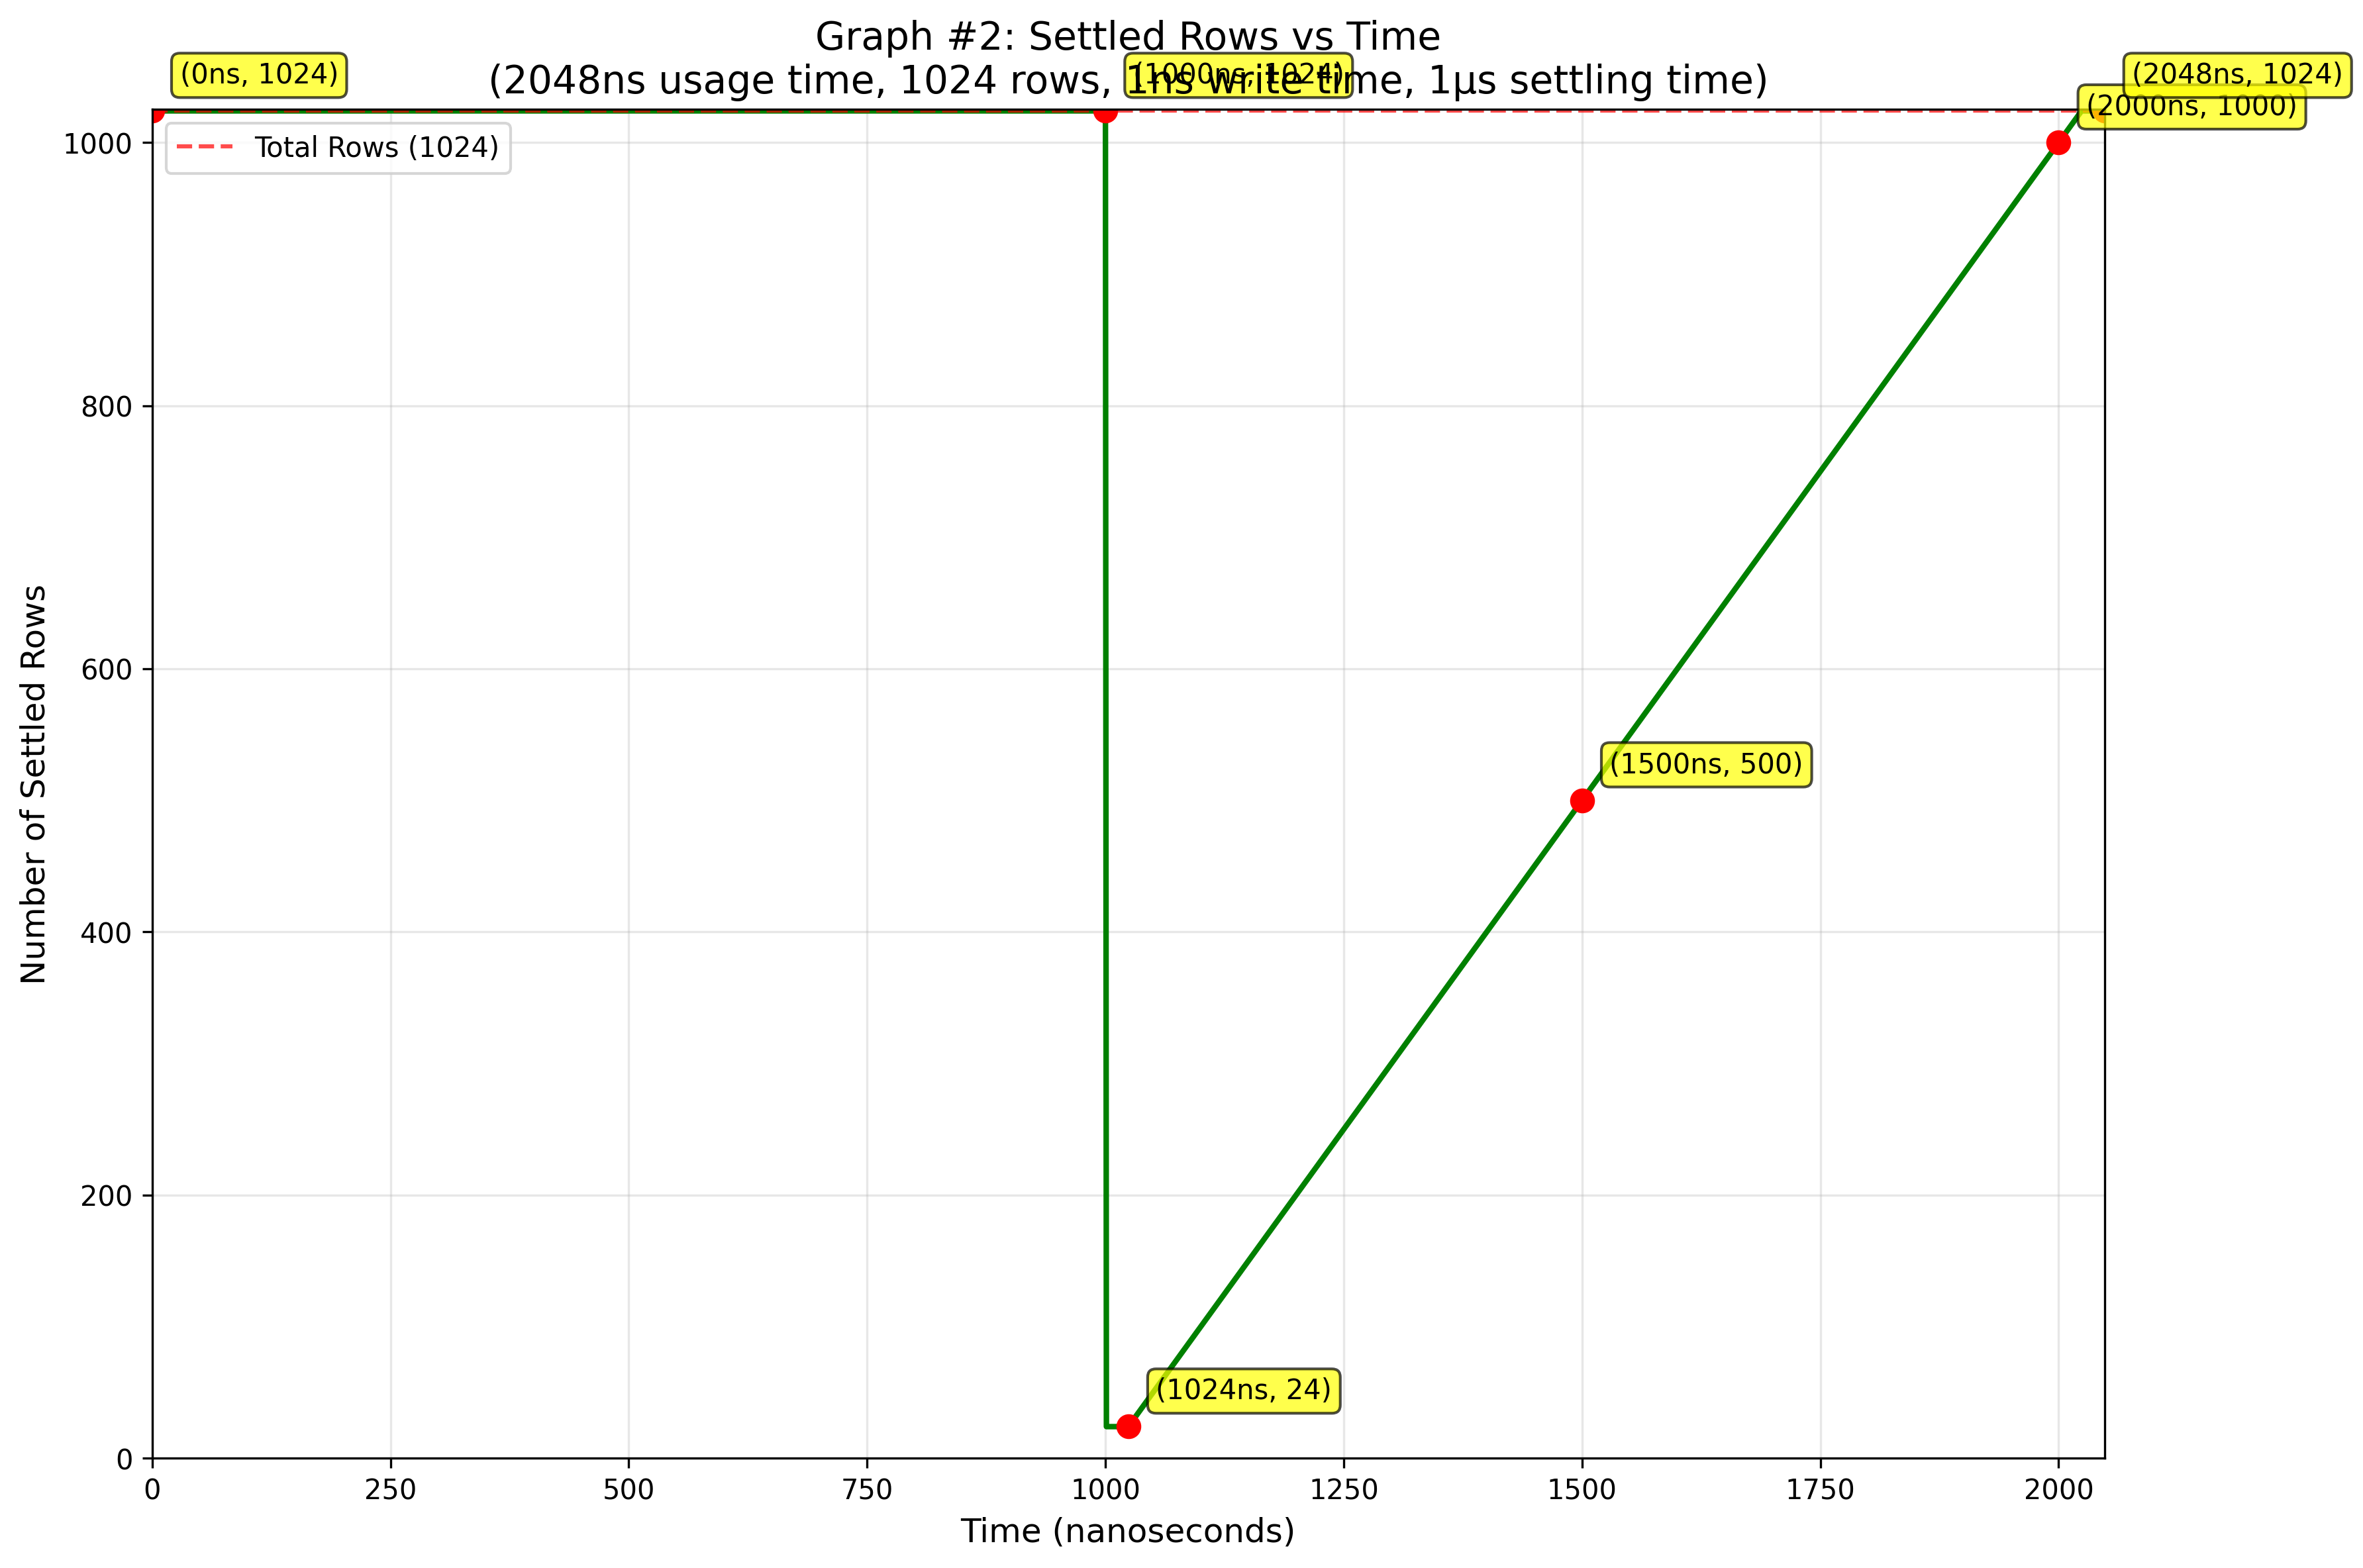 Graph #2: Settled Rows vs Time
(2048ns usage time, 1024 rows, 1ns write time, 1µs settling time)
(0ns, 1024)
(1000ns, 1024)
(2048ns, 1024)
(2000ns, 1000)
Total Rows (1024)
(1500ns, 500)
(1024ns, 24)
Number of Settled Rows
1000
800
600
400
200
0
0 250 500 750 1000 1250 1500 1750 2000
Time (nanoseconds)